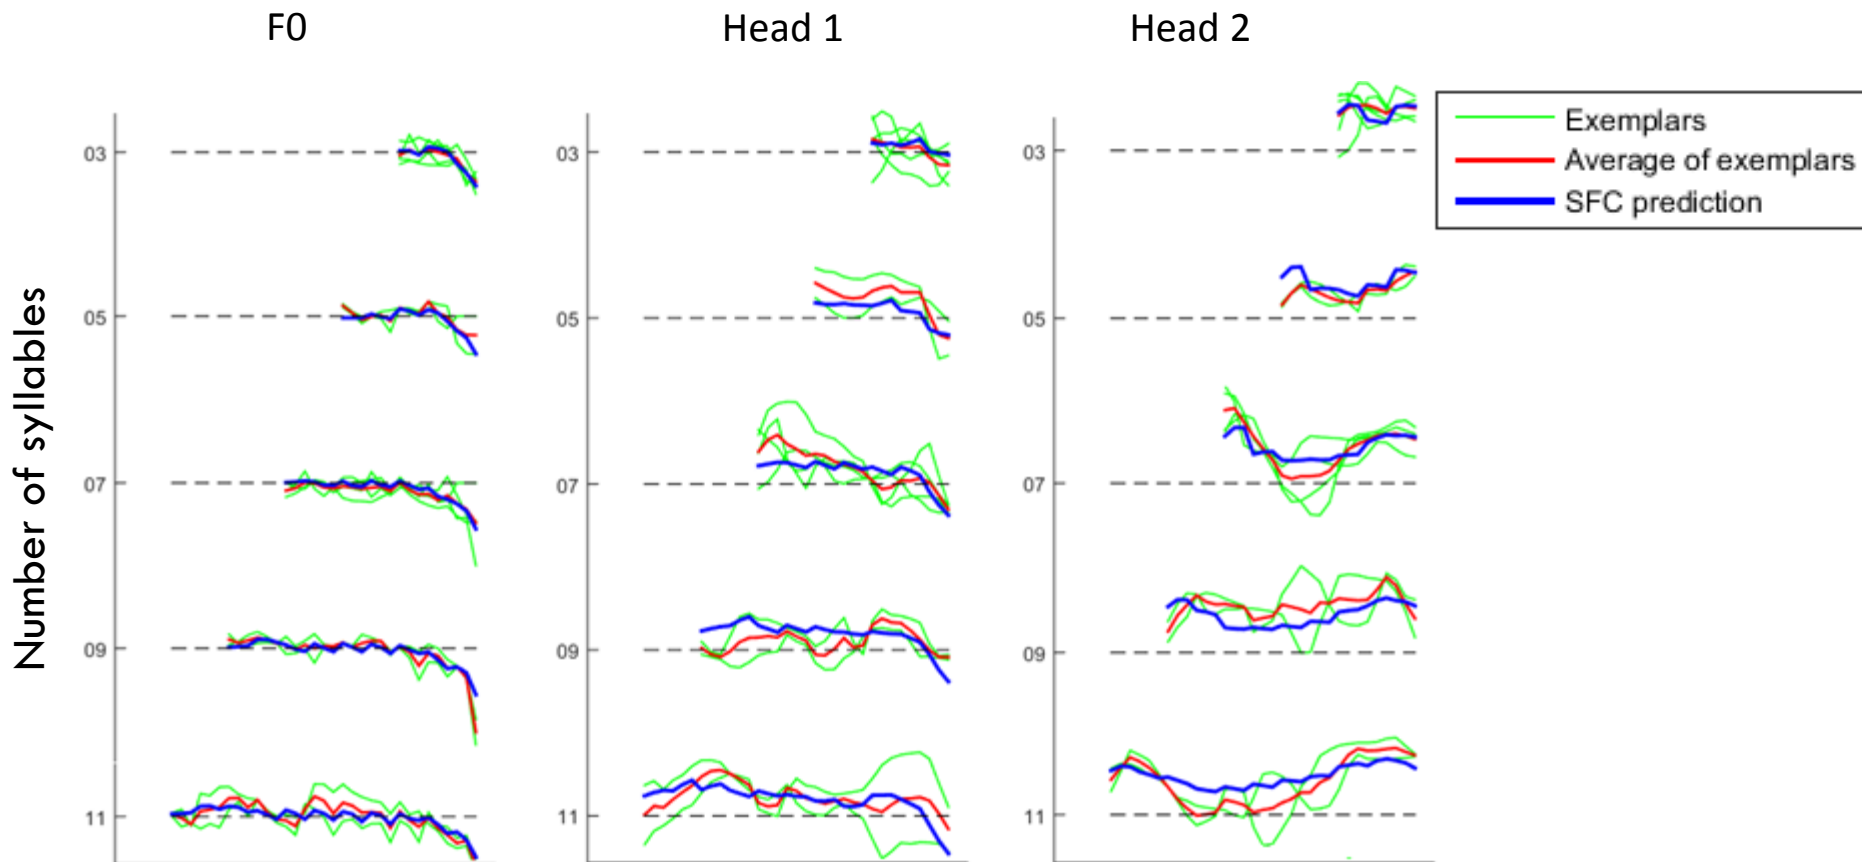 F0
Head 1
Head 2
Number of syllables
03
05
07
09
11
03
05
07
09
11
03
05
07
09
11
Exemplars
Average of exemplars
SFC prediction